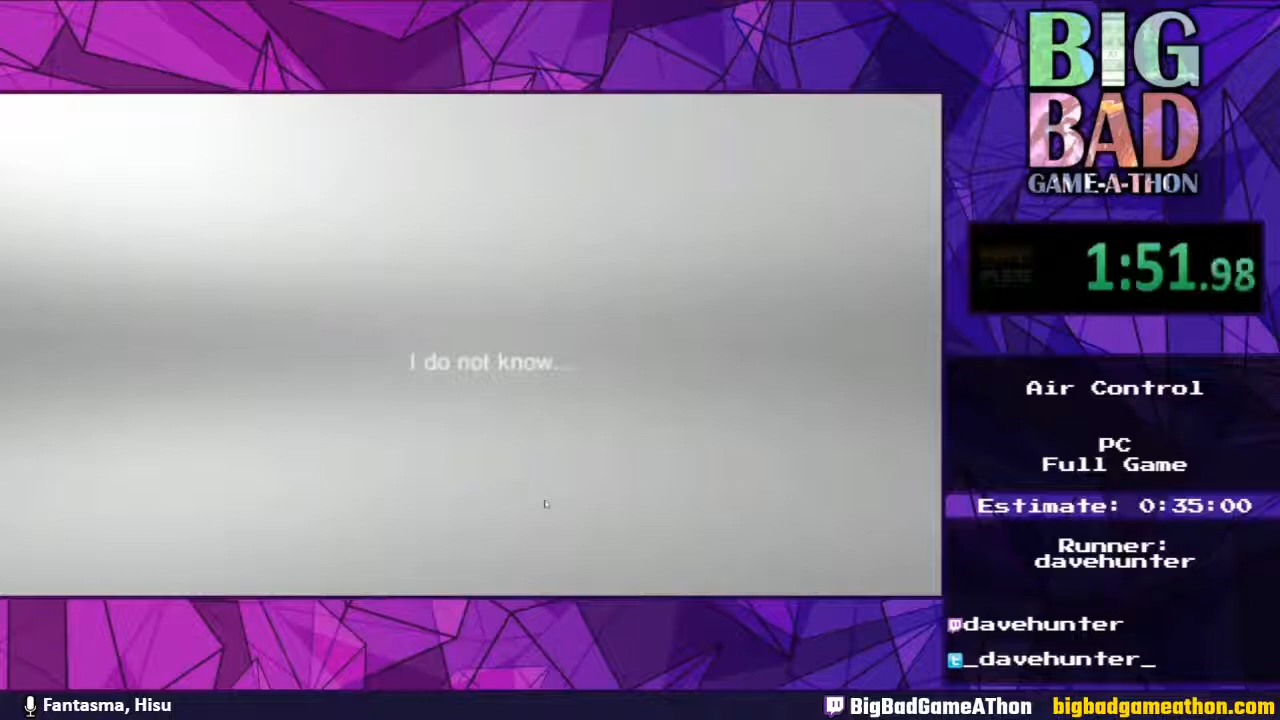 BIG
BAD
GAME-A-THON
1:51.98
I do not know...
Air Control
PC
Full Game
Estimate: 0:35:00
Runner:
davehunter
davehunter
_davehunter_
Fantasma, Hisu
BigBadGameAThon
bigbadgameathon.com